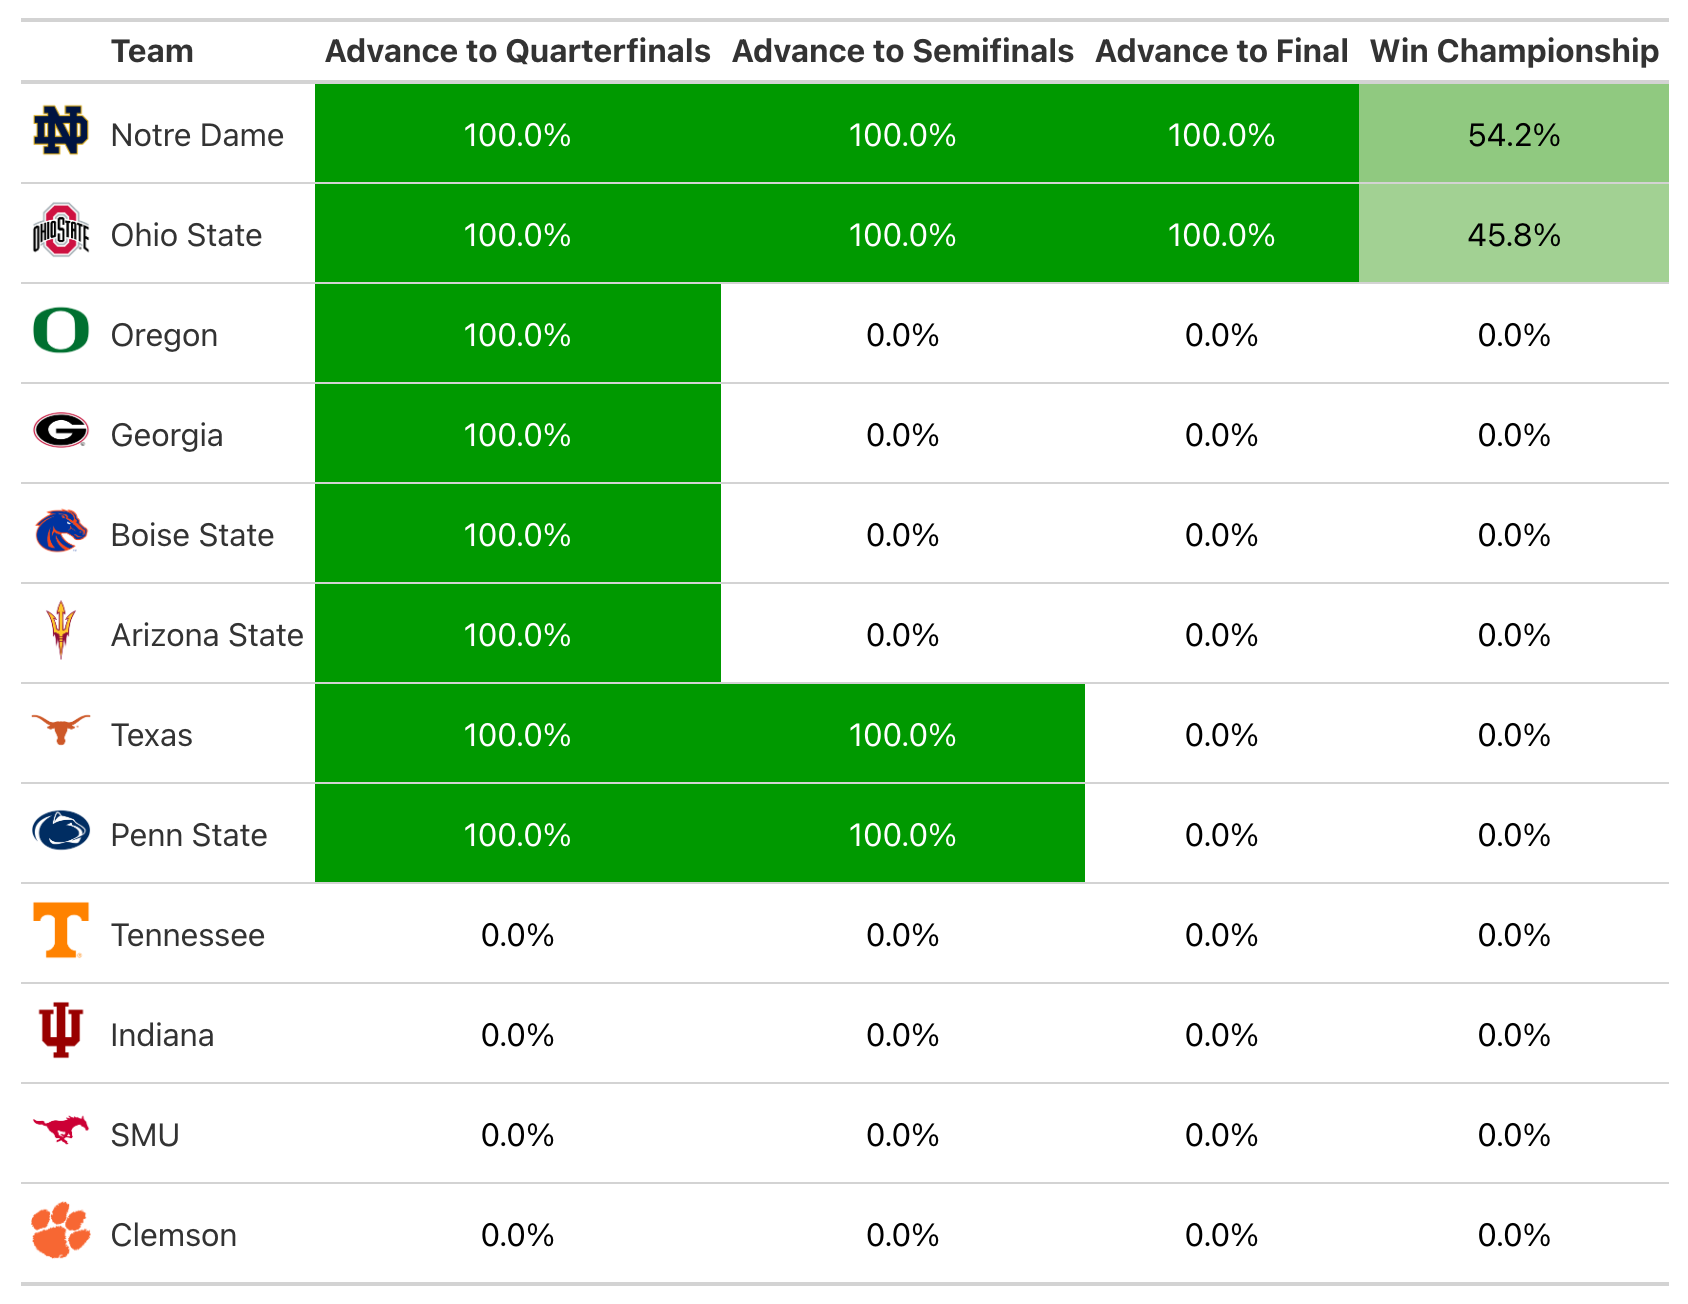 Team Advance to Quarterfinals Advance to Semifinals Advance to Final Win Championship
Notre Dame 100.0% 100.0% 100.0% 54.2%
OHIO STATE Ohio State 100.0% 100.0% 100.0% 45.8%
Oregon 100.0% 0.0% 0.0% 0.0%
Georgia 100.0% 0.0% 0.0% 0.0%
Boise State 100.0% 0.0% 0.0% 0.0%
Arizona State 100.0% 0.0% 0.0% 0.0%
Texas 100.0% 100.0% 0.0% 0.0%
Penn State 100.0% 100.0% 0.0% 0.0%
Tennessee 0.0% 0.0% 0.0% 0.0%
Indiana 0.0% 0.0% 0.0% 0.0%
SMU 0.0% 0.0% 0.0% 0.0%
Clemson 0.0% 0.0% 0.0% 0.0%